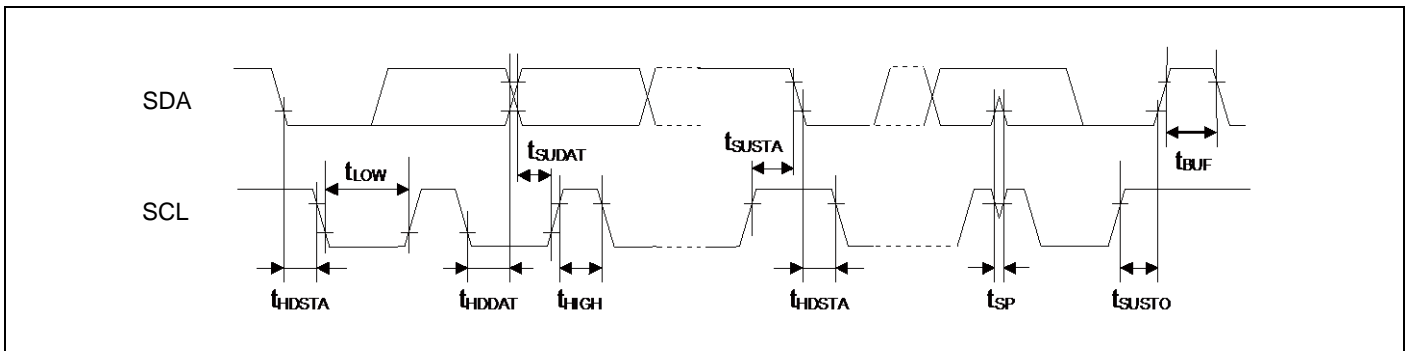 SDA
tSUDAT
tSUSTA
tBUF
tLOW
SCL
tHDSTA
tHDDAT
tHIGH
tHDSTA
tSP
tSUSTO